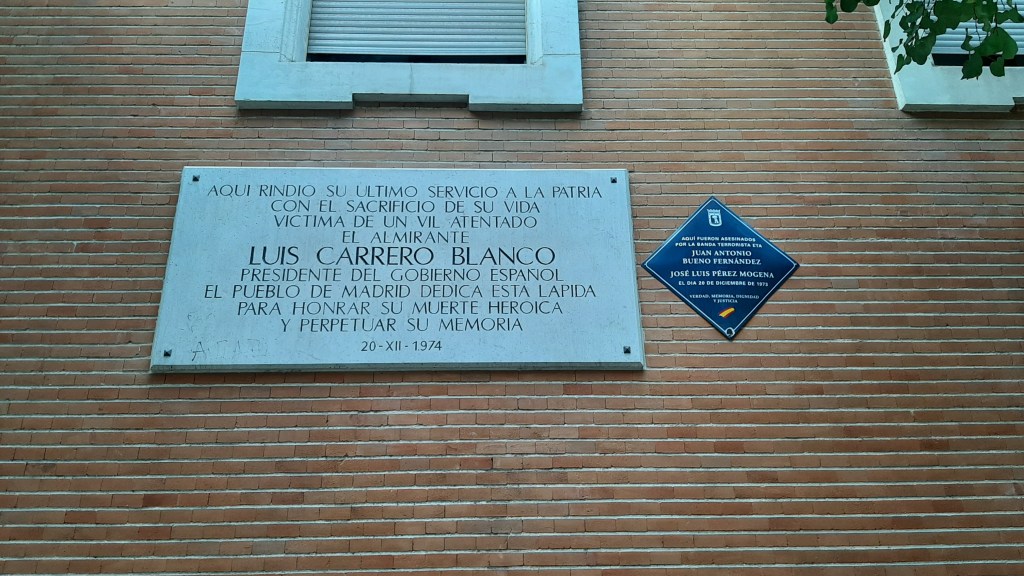 AQUI RINDIO SU ULTIMO SERVICIO A LA PATRIA
CON EL SACRIFICIO DE SU VIDA
VICTIMA DE UN VIL ATENTADO
EL ALMIRANTE
LUIS CARRERO BLANCO
PRESIDENTE DEL GOBIERNO ESPAÑOL
EL PUEBLO DE MADRID DEDICA ESTA LAPIDA
PARA HONRAR SU MUERTE HEROICA
Y PERPETUAR SU MEMORIA
20-XII-1.974
AQUÍ FUERON ASESINADOS
POR LA BANDA TERRORISTA ETA
JUAN ANTONIO
BUENO FERNÁNDEZ
JOSÉ LUIS PÉREZ MOGENA
EL DIA 20 DE DICIEMBRE DE 1973
VERDAD, MEMORIA, DIGNIDAD
Y JUSTICIA